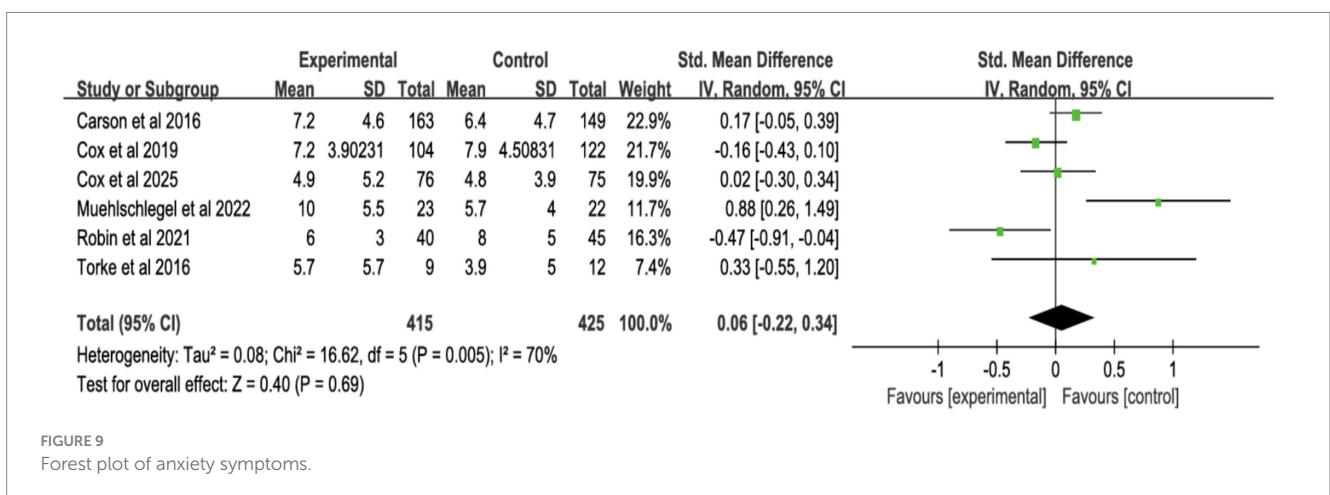 Experimental Control Std. Mean Difference Std. Mean Difference
Study or Subgroup Mean SD Total Mean SD Total Weight IV, Random, 95% CI IV, Random, 95% CI
Carson et al 2016 7.2 4.6 163 6.4 4.7 149 22.9% 0.17 [-0.05, 0.39]
Cox et al 2019 7.2 3.90231 104 7.9 4.50831 122 21.7% -0.16 [-0.43, 0.10]
Cox et al 2025 4.9 5.2 76 4.8 3.9 75 19.9% 0.02 [-0.30, 0.34]
Muehlschlegel et al 2022 10 5.5 23 5.7 4 22 11.7% 0.88 [0.26, 1.49]
Robin et al 2021 6 3 40 8 5 45 16.3% -0.47 [-0.91, -0.04]
Torke et al 2016 5.7 5.7 9 3.9 5 12 7.4% 0.33 [-0.55, 1.20]
Total (95% CI) 415 425 100.0% 0.06 [-0.22, 0.34]
Heterogeneity: Tau² = 0.08; Chi² = 16.62, df = 5 (P = 0.005); I² = 70%
Test for overall effect: Z = 0.40 (P = 0.69)
-1 -0.5 0 0.5 1
Favours [experimental] Favours [control]
FIGURE 9
Forest plot of anxiety symptoms.